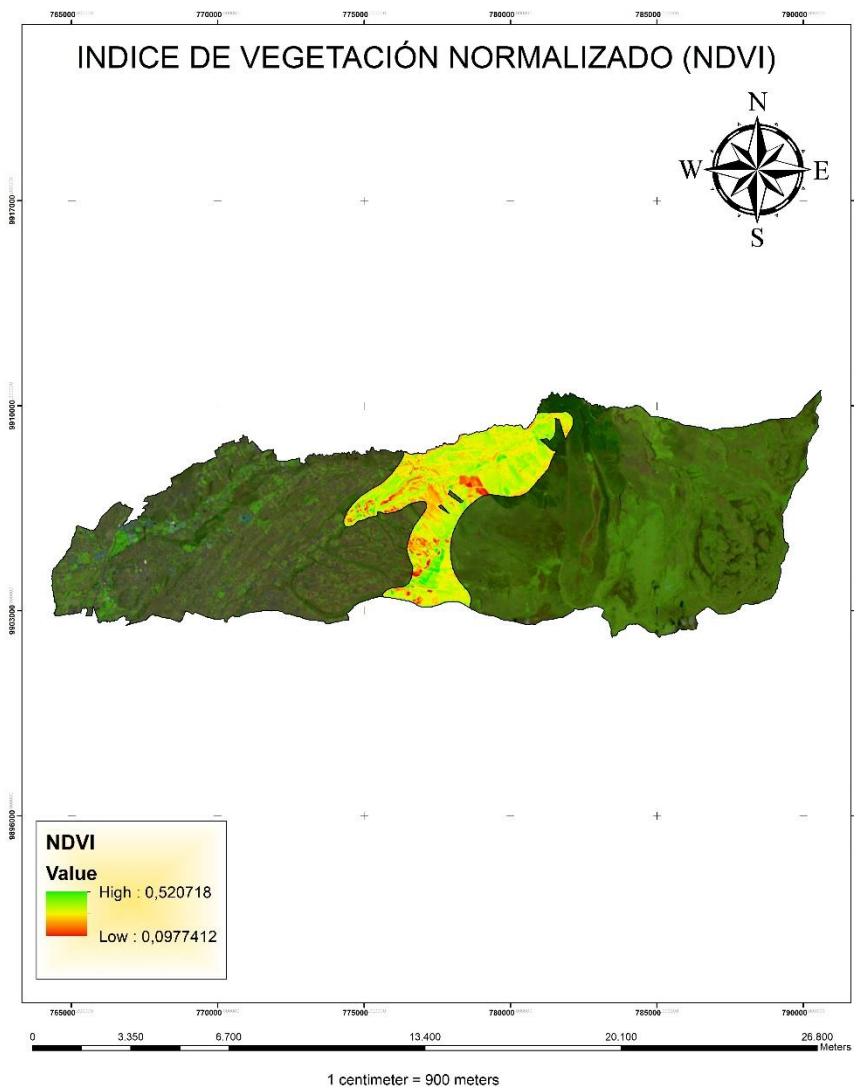 765000 770000 775000 780000 785000 790000
INDICE DE VEGETACIÓN NORMALIZADO (NDVI)
N
W E
S
9917000
9910000
9903000
9896000
NDVI
Value
High : 0,520718
Low : 0,0977412
765000 770000 775000 780000 785000 790000
0 3.350 6.700 13.400 20.100 26.800
Meters
1 centimeter = 900 meters